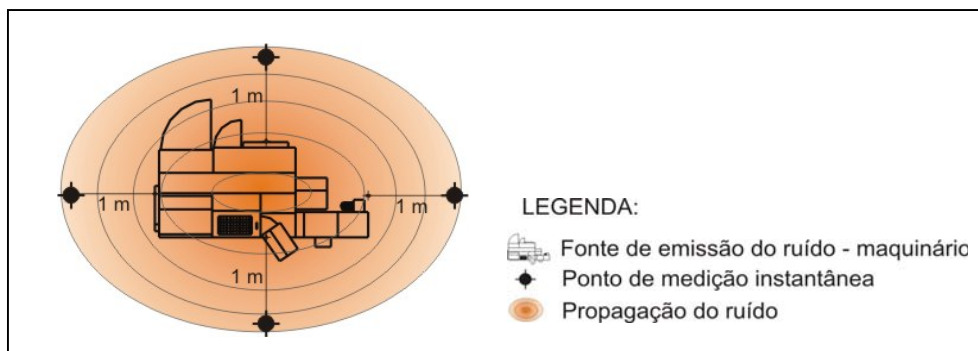 1 m
1 m
1 m
1 m
LEGENDA:
Fonte de emissão do ruído - maquinário
Ponto de medição instantânea
Propagação do ruído